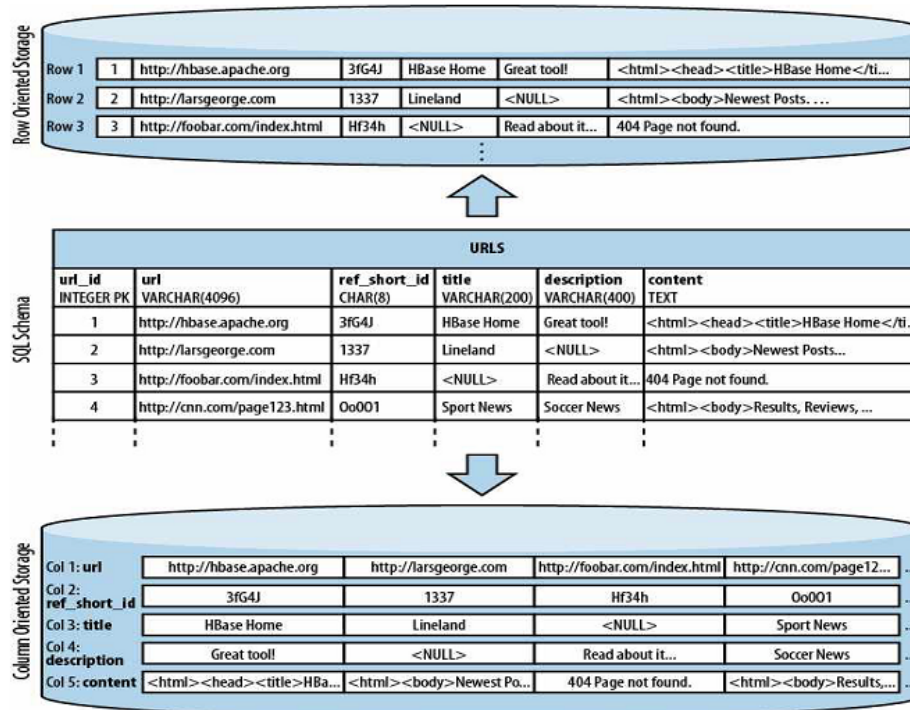 Row Oriented Storage
Row 1 1 http://hbase.apache.org 3fG4J HBase Home Great tool! <html><head><title>HBase Home</ti...
Row 2 2 http://larsgeorge.com 1337 Lineland <NULL> <html><body>Newest Posts. ...
Row 3 3 http://foobar.com/index.html Hf34h <NULL> Read about it... 404 Page not found.
SQL Schema
URLS
url_id url ref_short_id title description content
INTEGER PK VARCHAR(4096) CHAR(8) VARCHAR(200) VARCHAR(400) TEXT
1 http://hbase.apache.org 3fG4J HBase Home Great tool! <html><head><title>HBase Home</ti..
2 http://larsgeorge.com 1337 Lineland <NULL> <html><body>Newest Posts...
3 http://foobar.com/index.html Hf34h <NULL> Read about it... 404 Page not found.
4 http://cnn.com/page123.html Oo0O1 Sport News Soccer News <html><body>Results, Reviews, ...
Column Oriented Storage
Col 1: url http://hbase.apache.org http://larsgeorge.com http://foobar.com/index.html http://cnn.com/page12... ..
Col 2:
ref_short_id 3fG4J 1337 Hf34h Oo0O1 ..
Col 3: title HBase Home Lineland <NULL> Sport News ..
Col 4:
description Great tool! <NULL> Read about it... Soccer News ..
Col 5: content <html><head><title>HBa... <html><body>Newest Po... 404 Page not found. <html><body>Results,... ..